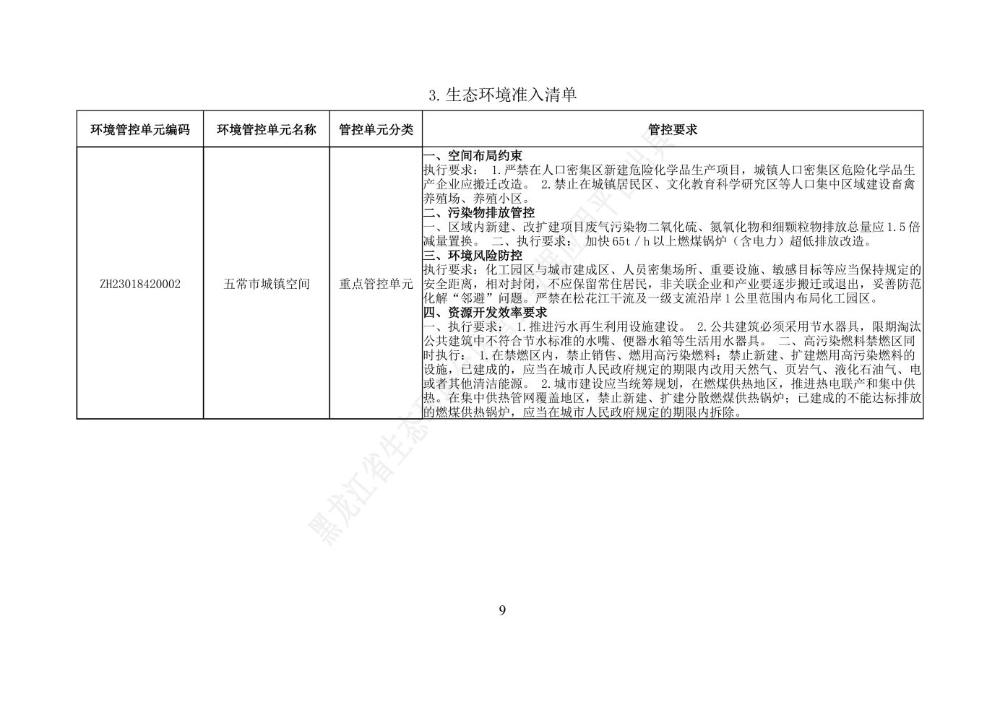 3.生态环境准入清单
环境管控单元编码 环境管控单元名称 管控单元分类 管控要求
ZH23018420002 五常市城镇空间 重点管控单元
一、空间布局约束
执行要求： 1.严禁在人口密集区新建危险化学品生产项目，城镇人口密集区危险化学品生
产企业应搬迁改造。 2.禁止在城镇居民区、文化教育科学研究区等人口集中区域建设畜禽
养殖场、养殖小区。
二、污染物排放管控
一、区域内新建、改扩建项目废气污染物二氧化硫、氮氧化物和细颗粒物排放总量应1.5倍
减量置换。 二、执行要求： 加快65t/h以上燃煤锅炉（含电力）超低排放改造。
三、环境风险防控
执行要求：化工园区与城市建成区、人员密集场所、重要设施、敏感目标等应当保持规定的
安全距离，相对封闭，不应保留常住居民，非关联企业和产业要逐步搬迁或退出，妥善防范
化解“邻避”问题。严禁在松花江干流及一级支流沿岸1公里范围内布局化工园区。
四、资源开发效率要求
一、执行要求： 1.推进污水再生利用设施建设。 2.公共建筑必须采用节水器具，限期淘汰
公共建筑中不符合节水标准的水嘴、便器水箱等生活用水器具。 二、高污染燃料禁燃区同
时执行： 1.在禁燃区内，禁止销售、燃用高污染燃料；禁止新建、扩建燃用高污染燃料的
设施，已建成的，应当在城市人民政府规定的期限内改用天然气、页岩气、液化石油气、电
或者其他清洁能源。 2.城市建设应当统筹规划，在燃煤供热地区，推进热电联产和集中供
热。在集中供热管网覆盖地区，禁止新建、扩建分散燃煤供热锅炉；已建成的不能达标排放
的燃煤供热锅炉，应当在城市人民政府规定的期限内拆除。
黑龙江省生态环
平台出具
9